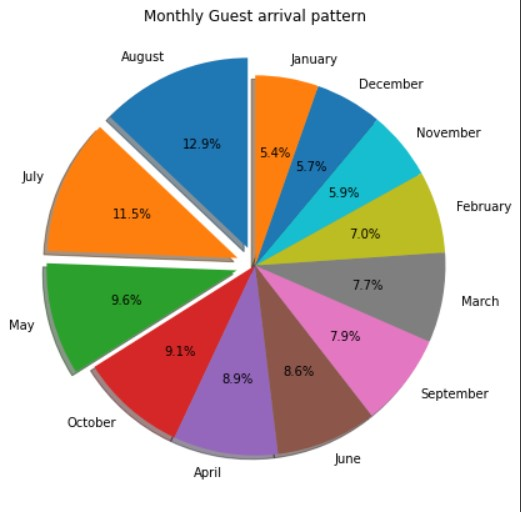 Monthly Guest arrival pattern
August
12.9%
July
11.5%
May
9.6%
October
9.1%
April
8.9%
June
8.6%
September
7.9%
March
7.7%
February
7.0%
November
5.9%
December
5.7%
January
5.4%